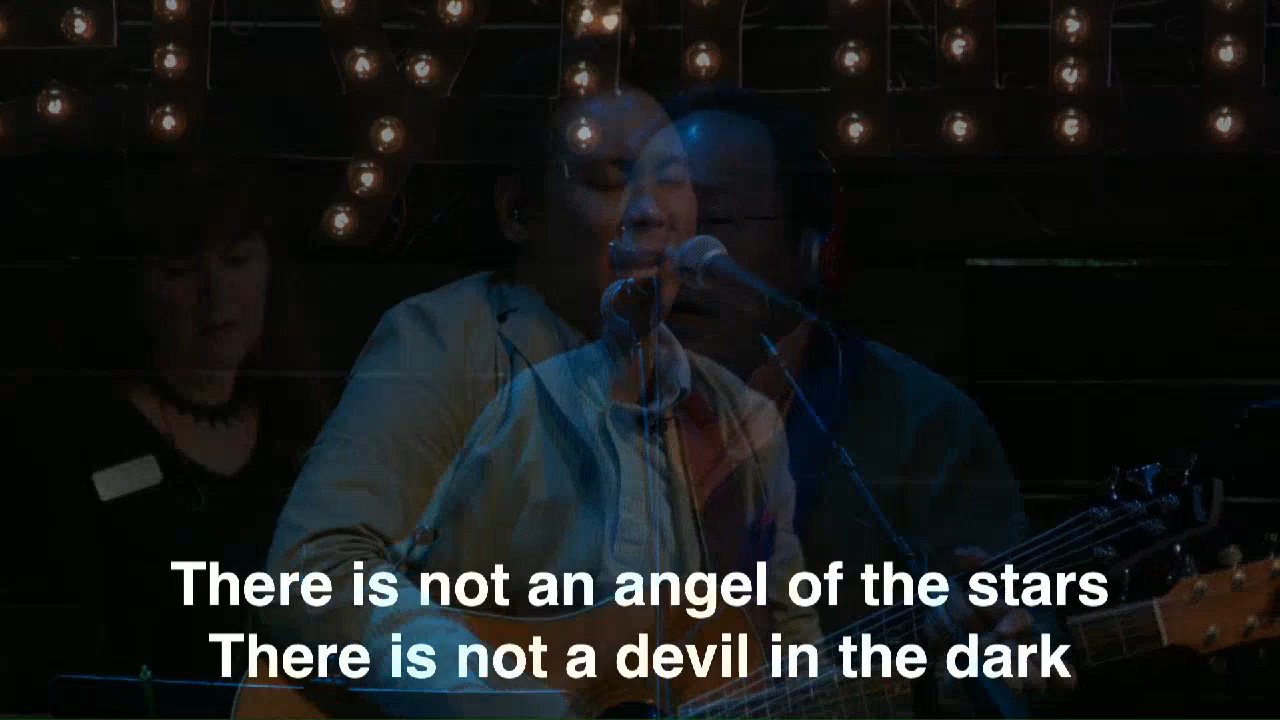 There is not an angel of the stars
There is not a devil in the dark